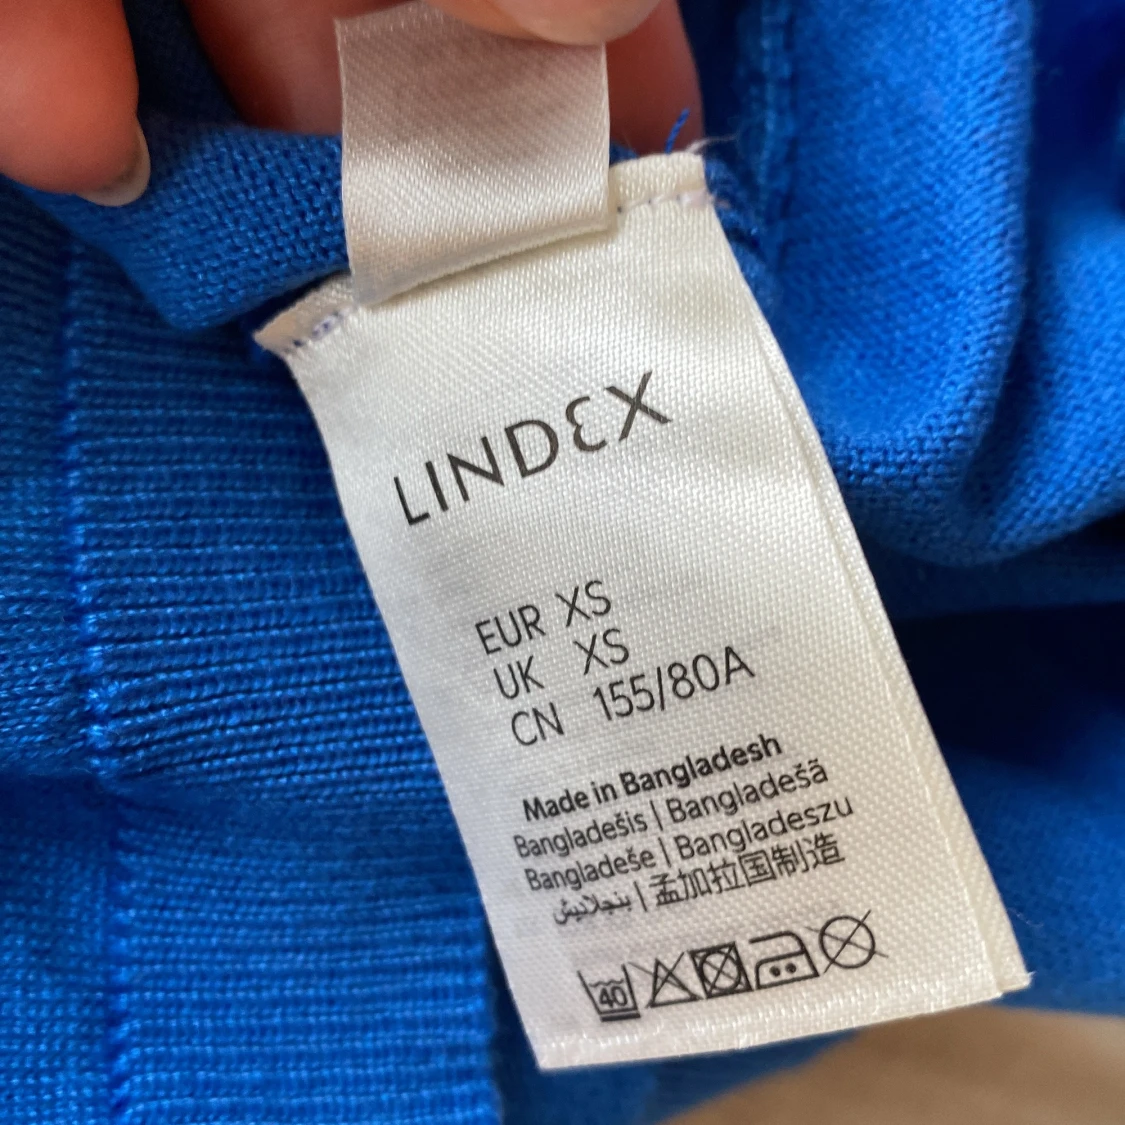 LINDEX
EUR XS
UK XS
CN 155/80A
Made in Bangladesh
Bangladešis | Bangladešā
Bangladeše | Bangladeszu
بنجلاديش | 孟加拉国制造
40